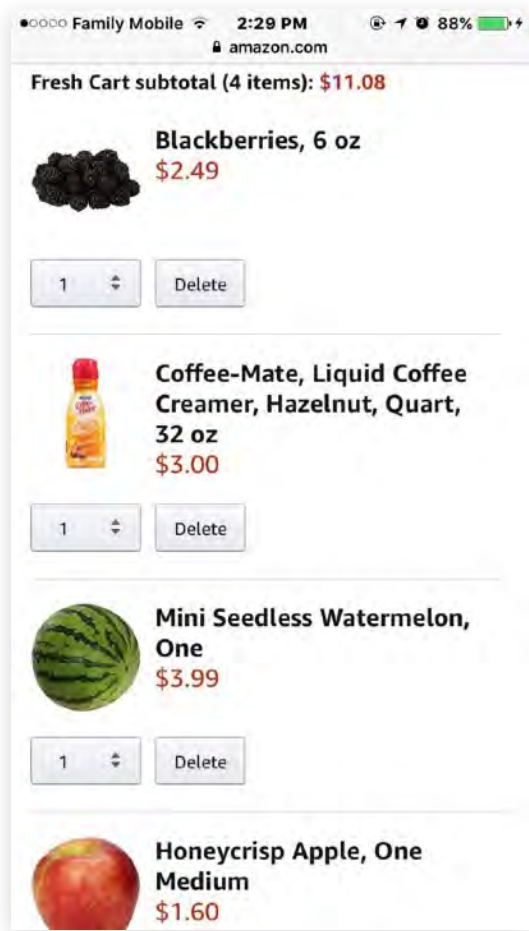 Family Mobile 2:29 PM 88%
amazon.com
Fresh Cart subtotal (4 items): $11.08
Blackberries, 6 oz
$2.49
1 Delete
Coffee-Mate, Liquid Coffee
Creamer, Hazelnut, Quart,
32 oz
$3.00
1 Delete
Mini Seedless Watermelon,
One
$3.99
1 Delete
Honeycrisp Apple, One
Medium
$1.60